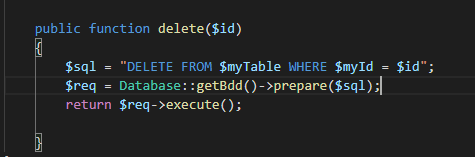 public function delete($id)
{
$sql = "DELETE FROM $myTable WHERE $myId = $id";
$req = Database::getBdd()->prepare($sql);
return $req->execute();
}